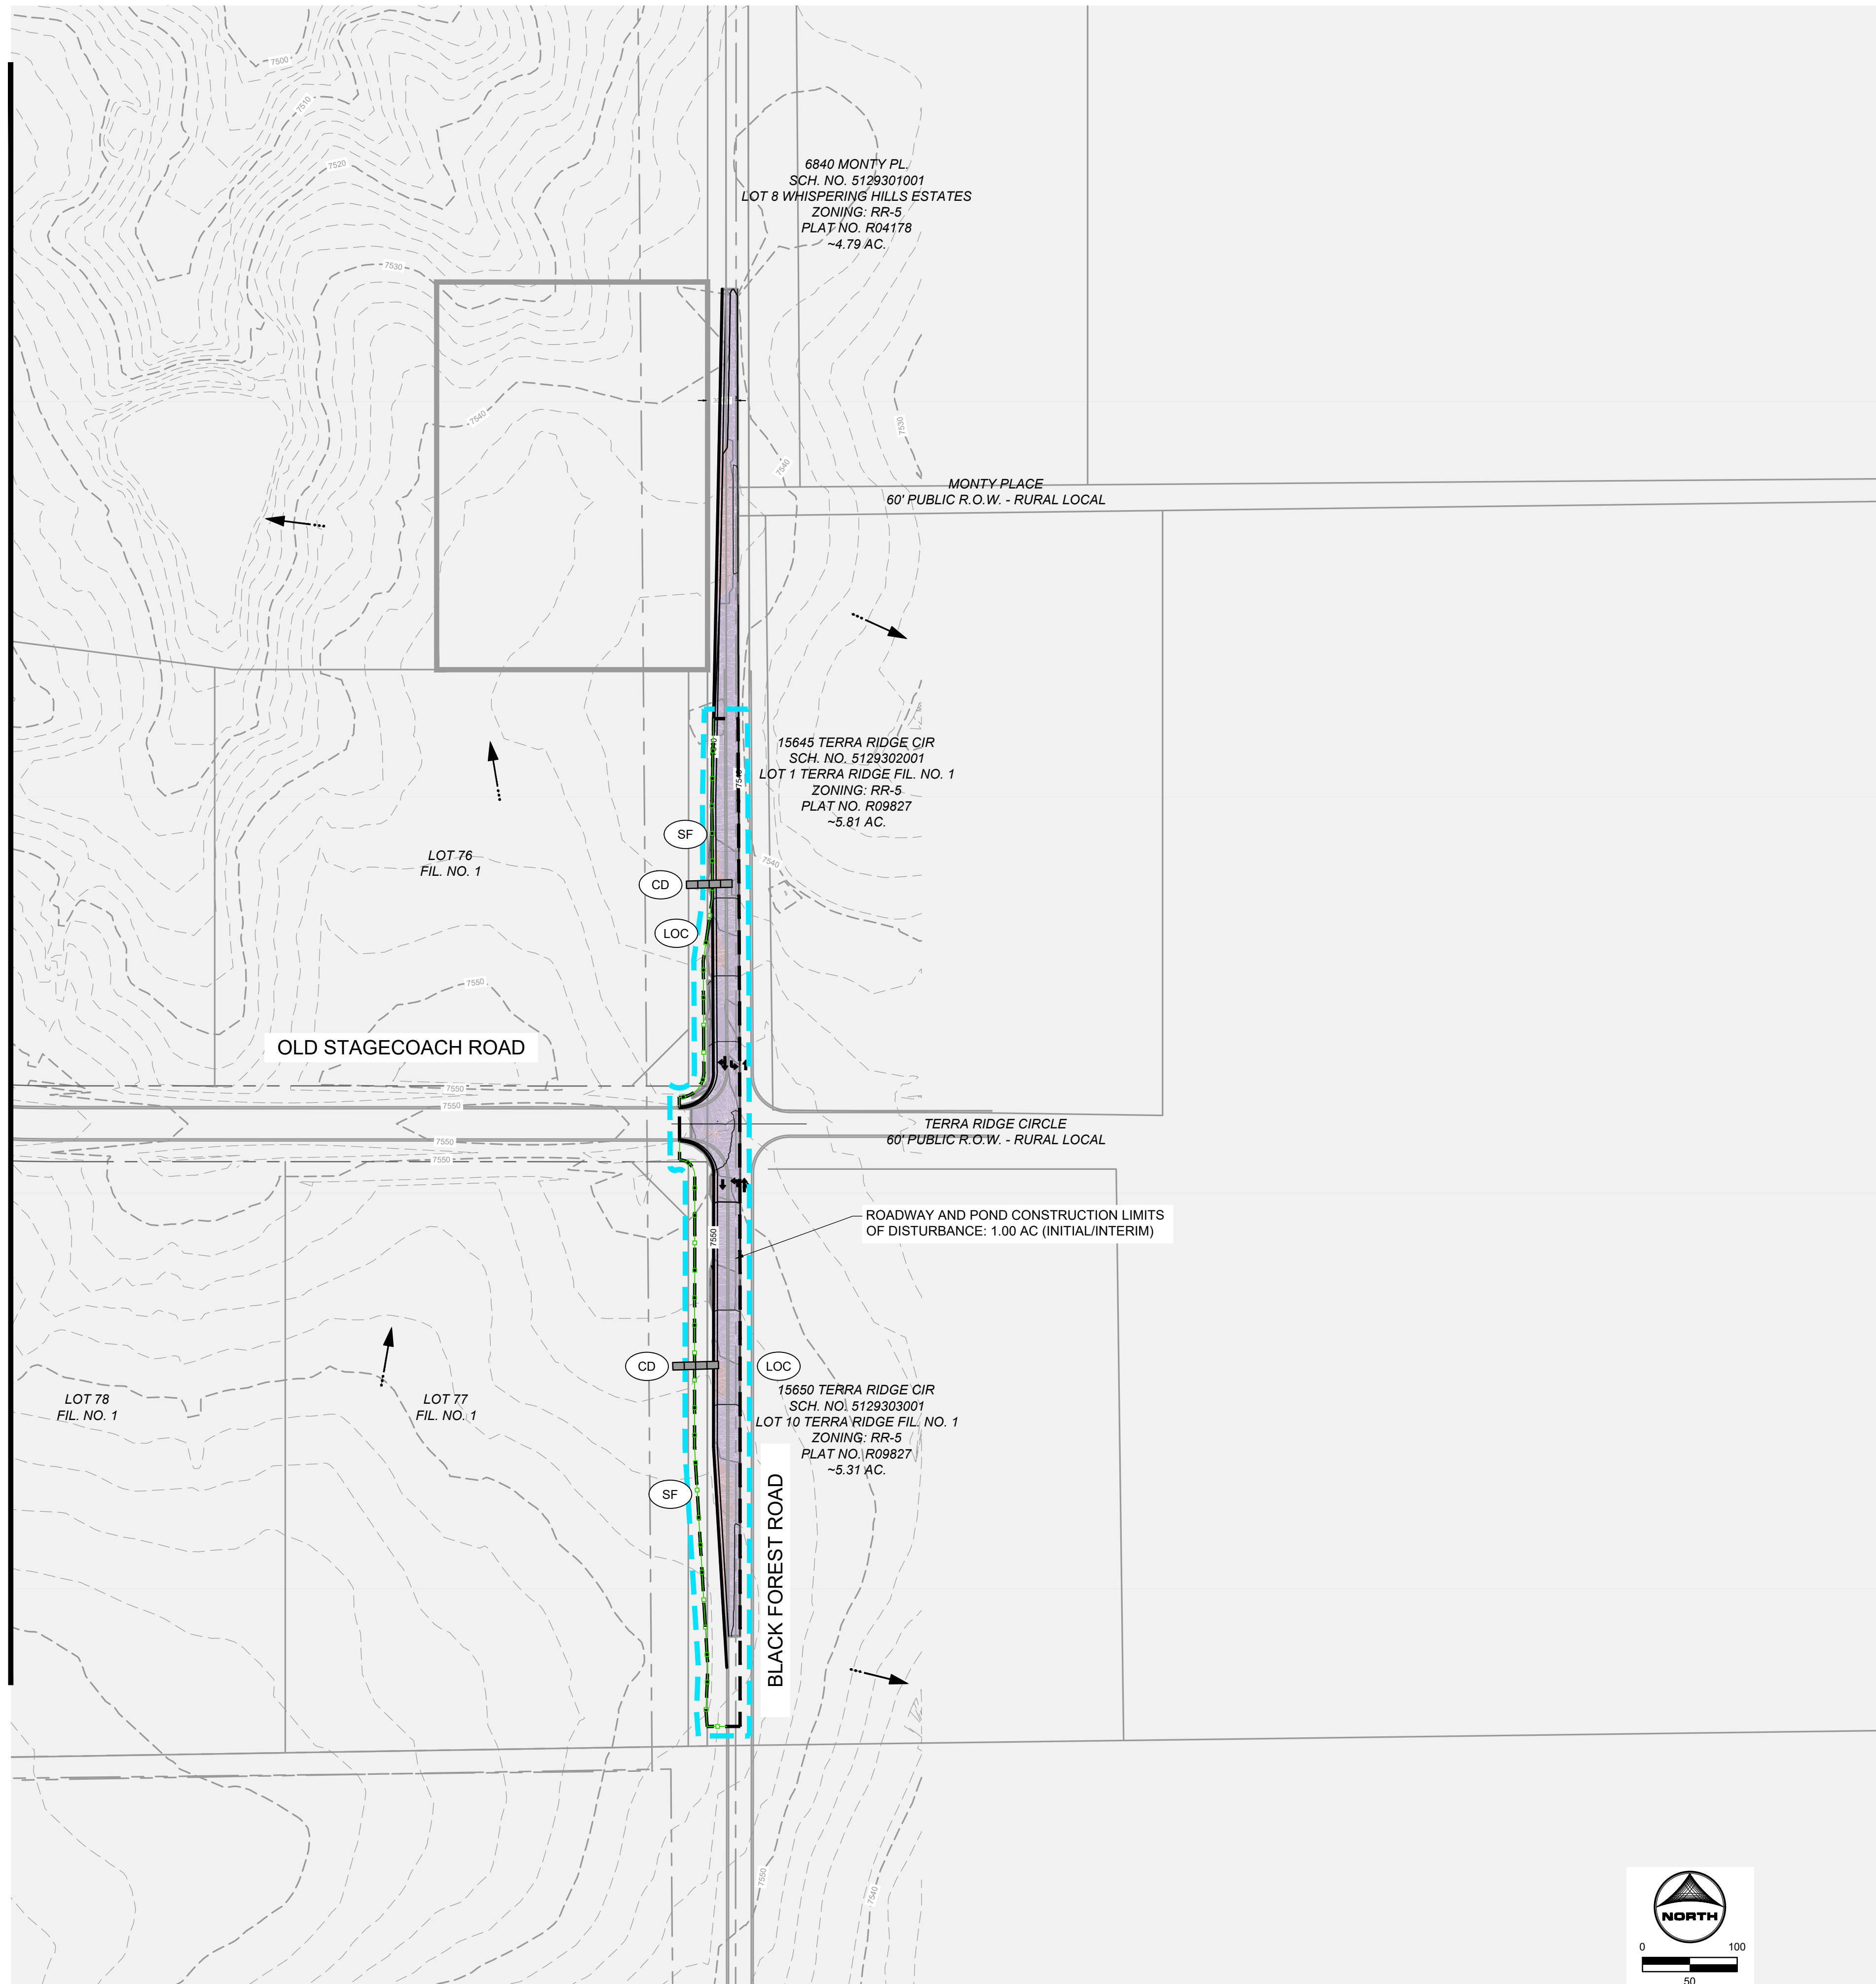 7500
7510
7520
6840 MONTY PL.
SCH. NO. 5129301001
LOT 8 WHISPERING HILLS ESTATES
ZONING: RR-5
PLAT NO. R04178
~4.79 AC.
7530
7540
7530
7540
MONTY PLACE
60' PUBLIC R.O.W. - RURAL LOCAL
15645 TERRA RIDGE CIR
SCH. NO. 5129302001
LOT 1 TERRA RIDGE FIL. NO. 1
ZONING: RR-5
PLAT NO. R09827
~5.81 AC.
7540
SF
LOT 76
FIL. NO. 1
7540
CD
LOC
7550
OLD STAGECOACH ROAD
7550
7550
7550
7550
TERRA RIDGE CIRCLE
60' PUBLIC R.O.W. - RURAL LOCAL
ROADWAY AND POND CONSTRUCTION LIMITS
OF DISTURBANCE: 1.00 AC (INITIAL/INTERIM)
7550
CD
LOC
LOT 78
FIL. NO. 1
LOT 77
FIL. NO. 1
15650 TERRA RIDGE CIR
SCH. NO. 5129303001
LOT 10 TERRA RIDGE FIL. NO. 1
ZONING: RR-5
PLAT NO. R09827
~5.31 AC.
SF
BLACK FOREST ROAD
7550
7540
NORTH
0 100
50